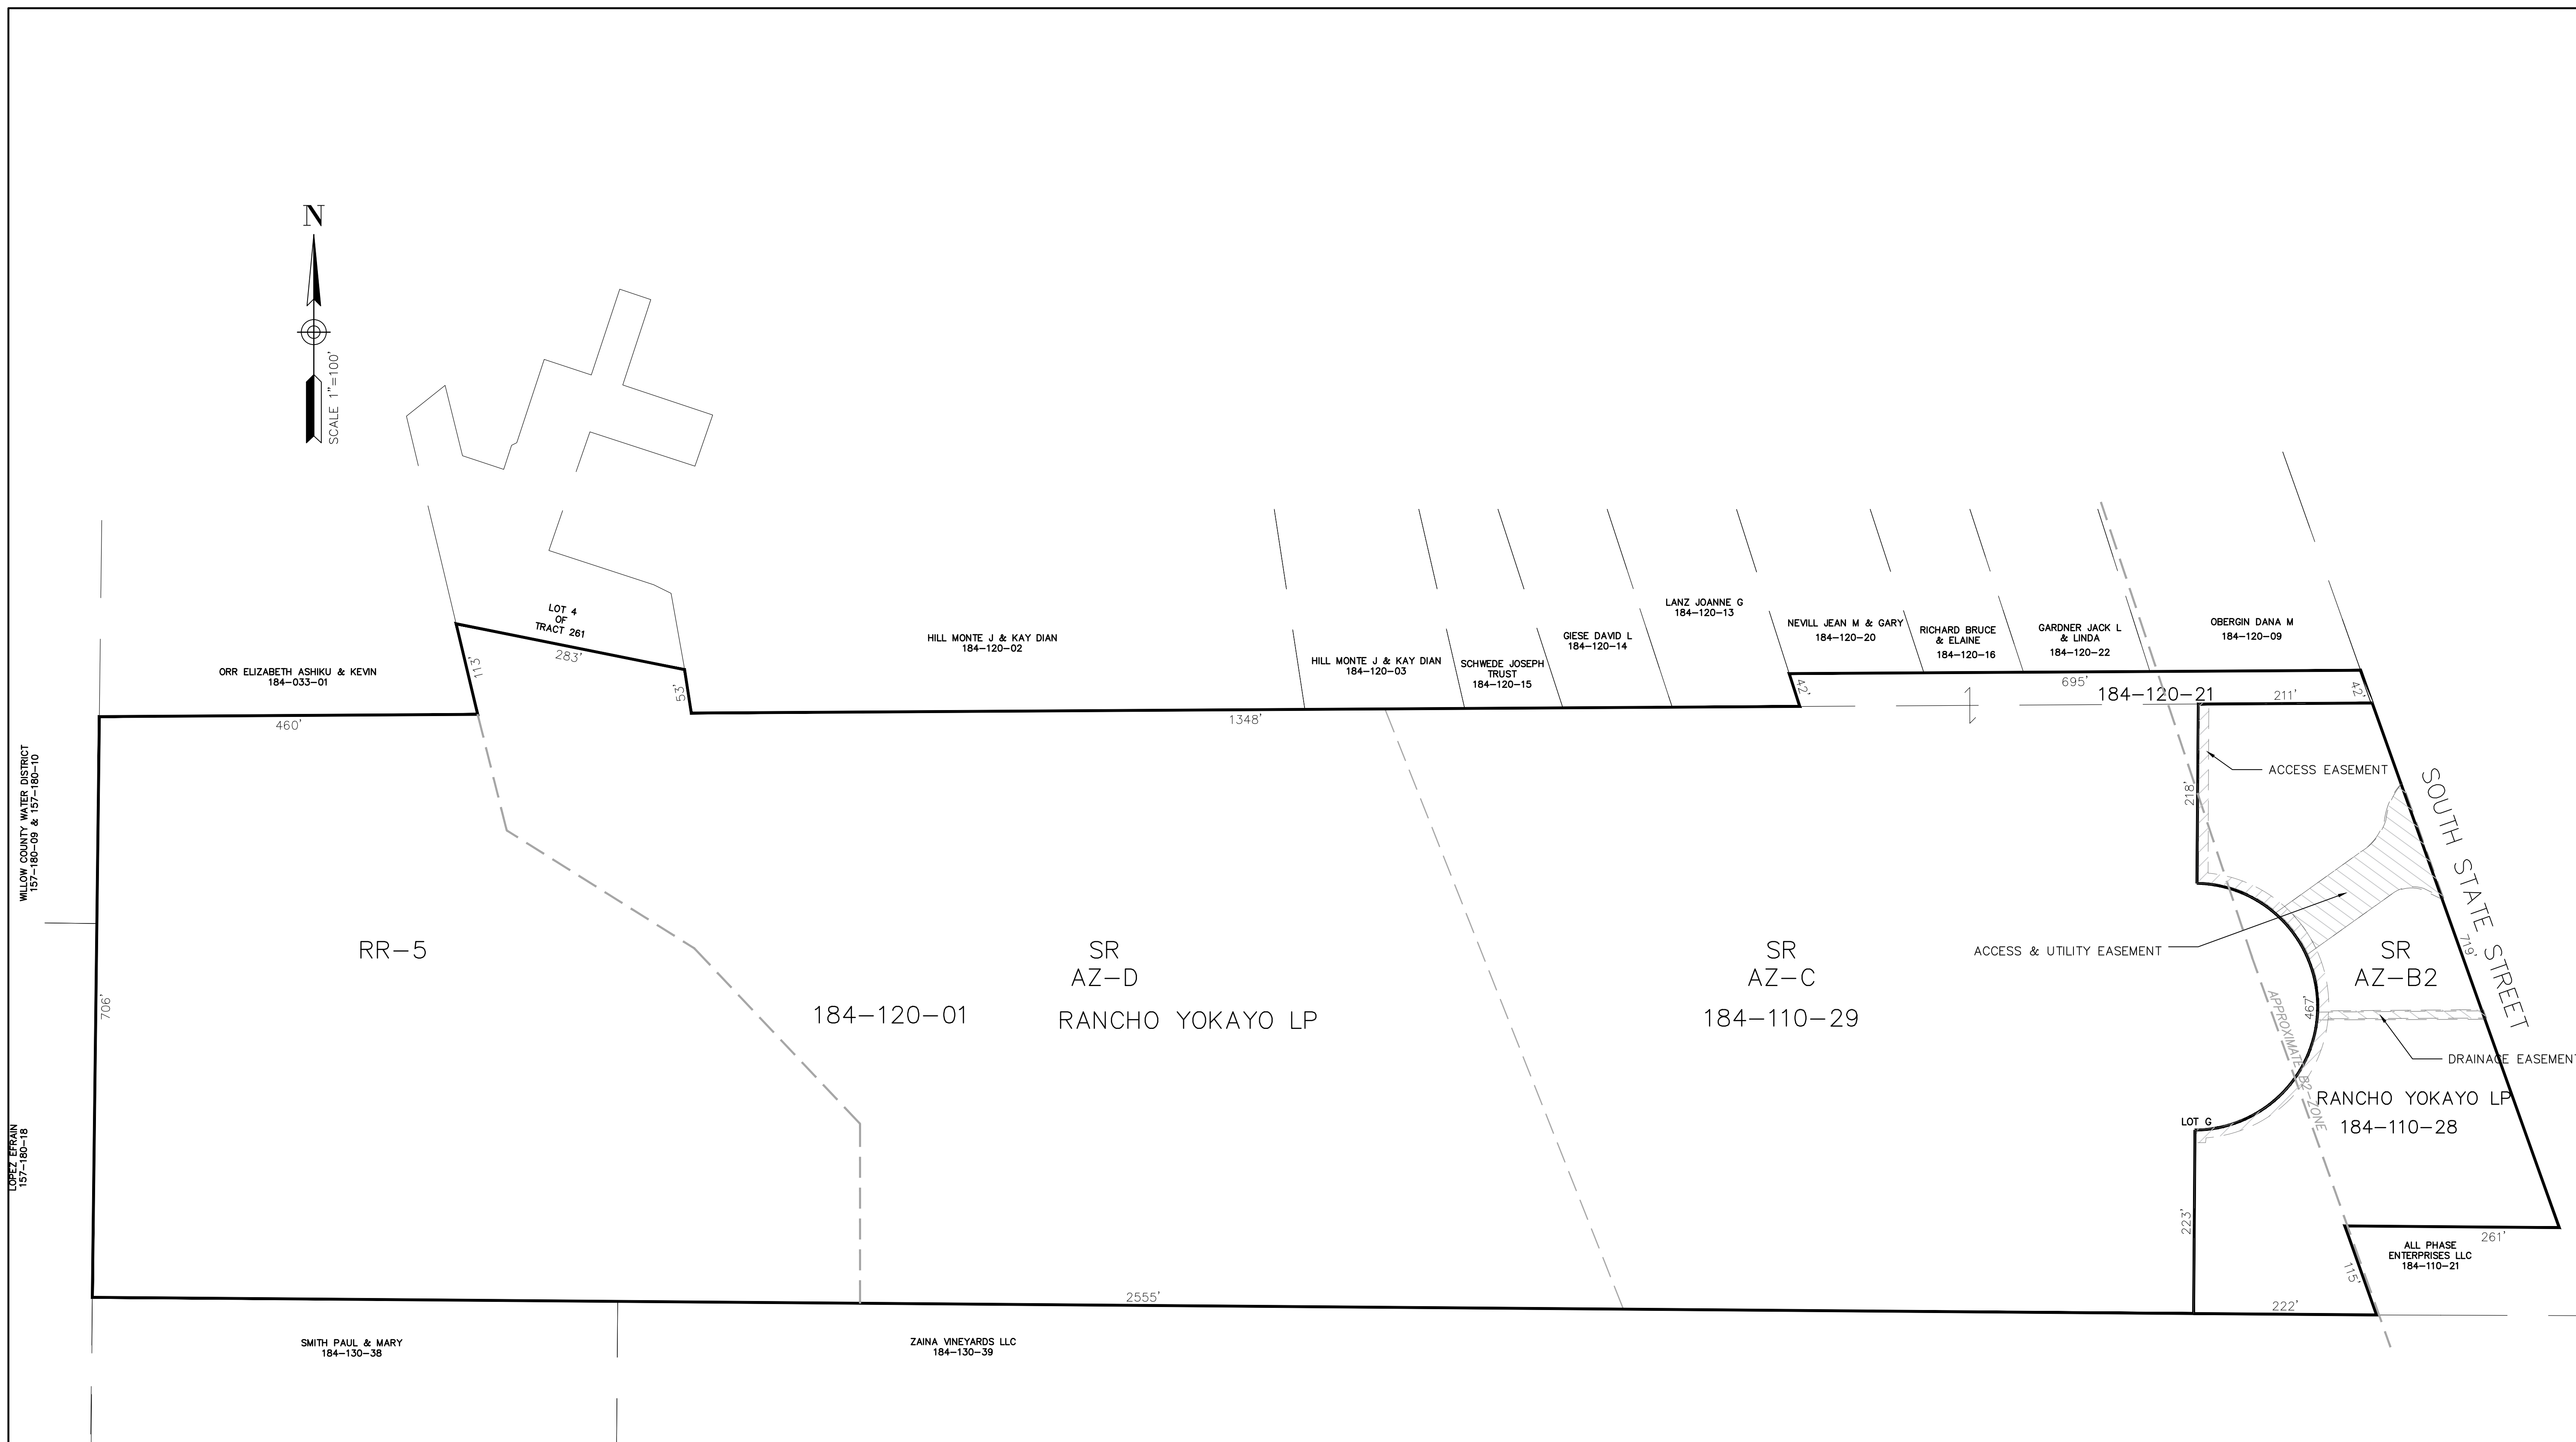 N
SCALE 1"=100'
LOT 4
OF
TRACT 261
283'
113'
53'
ORR ELIZABETH ASHIKU & KEVIN
184-033-01
460'
HILL MONTE J & KAY DIAN
184-120-02
1348'
HILL MONTE J & KAY DIAN
184-120-03
SCHWEDE JOSEPH
TRUST
184-120-15
GIESE DAVID L
184-120-14
LANZ JOANNE G
184-120-13
NEVILL JEAN M & GARY
184-120-20
RICHARD BRUCE
& ELAINE
184-120-16
GARDNER JACK L
& LINDA
184-120-22
OBERGIN DANA M
184-120-09
42'
695'
184-120-21
211'
42'
WILLOW COUNTY WATER DISTRICT
157-180-09 & 157-180-10
LOPEZ EFRAIN
157-180-18
706'
RR-5
SR
AZ-D
184-120-01
RANCHO YOKAYO LP
SR
AZ-C
184-110-29
218'
ACCESS EASEMENT
SOUTH STATE STREET
719'
ACCESS & UTILITY EASEMENT
SR
AZ-B2
467'
APPROXIMATE B2-ZONE
DRAINAGE EASEMENT
RANCHO YOKAYO LP
184-110-28
LOT G
223'
261'
ALL PHASE
ENTERPRISES LLC
184-110-21
115'
222'
2555'
SMITH PAUL & MARY
184-130-38
ZAINA VINEYARDS LLC
184-130-39